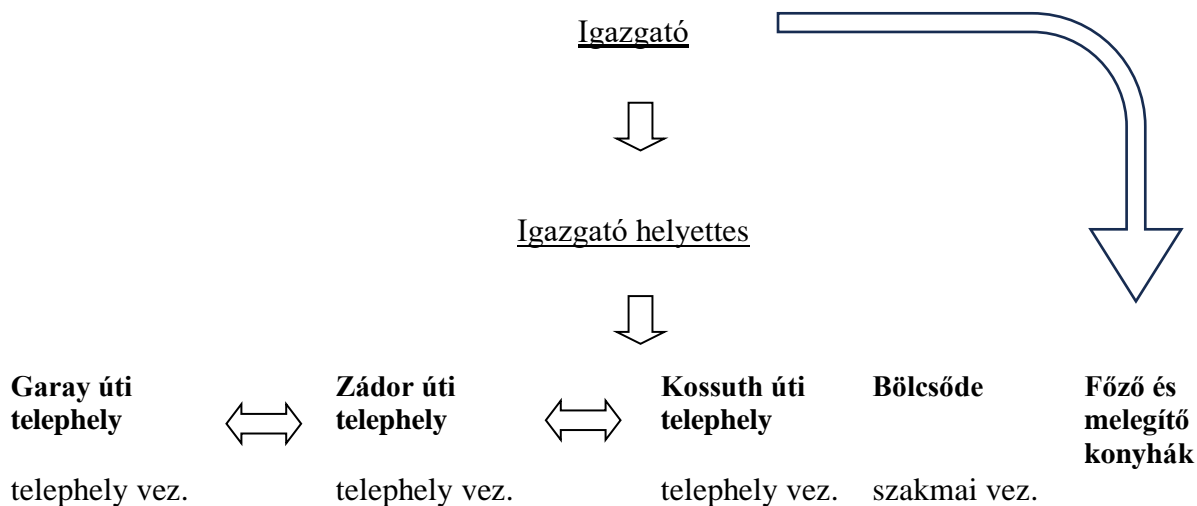 Igazgató
Igazgató helyettes
Garay úti
telephely
telephely vez.
Zádor úti
telephely
telephely vez.
Kossuth úti
telephely
telephely vez.
Bölcsőde
szakmai vez.
Főző és
melegítő
konyhák